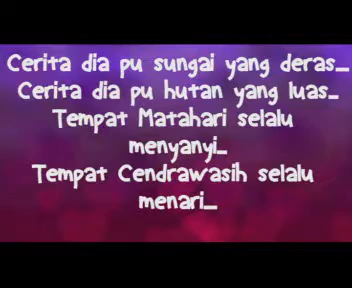 Cerita dia pu sungai yang deras...
Cerita dia pu hutan yang luas...
Tempat Matahari selalu
menyanyi...
Tempat Cendrawasih selalu
menari...